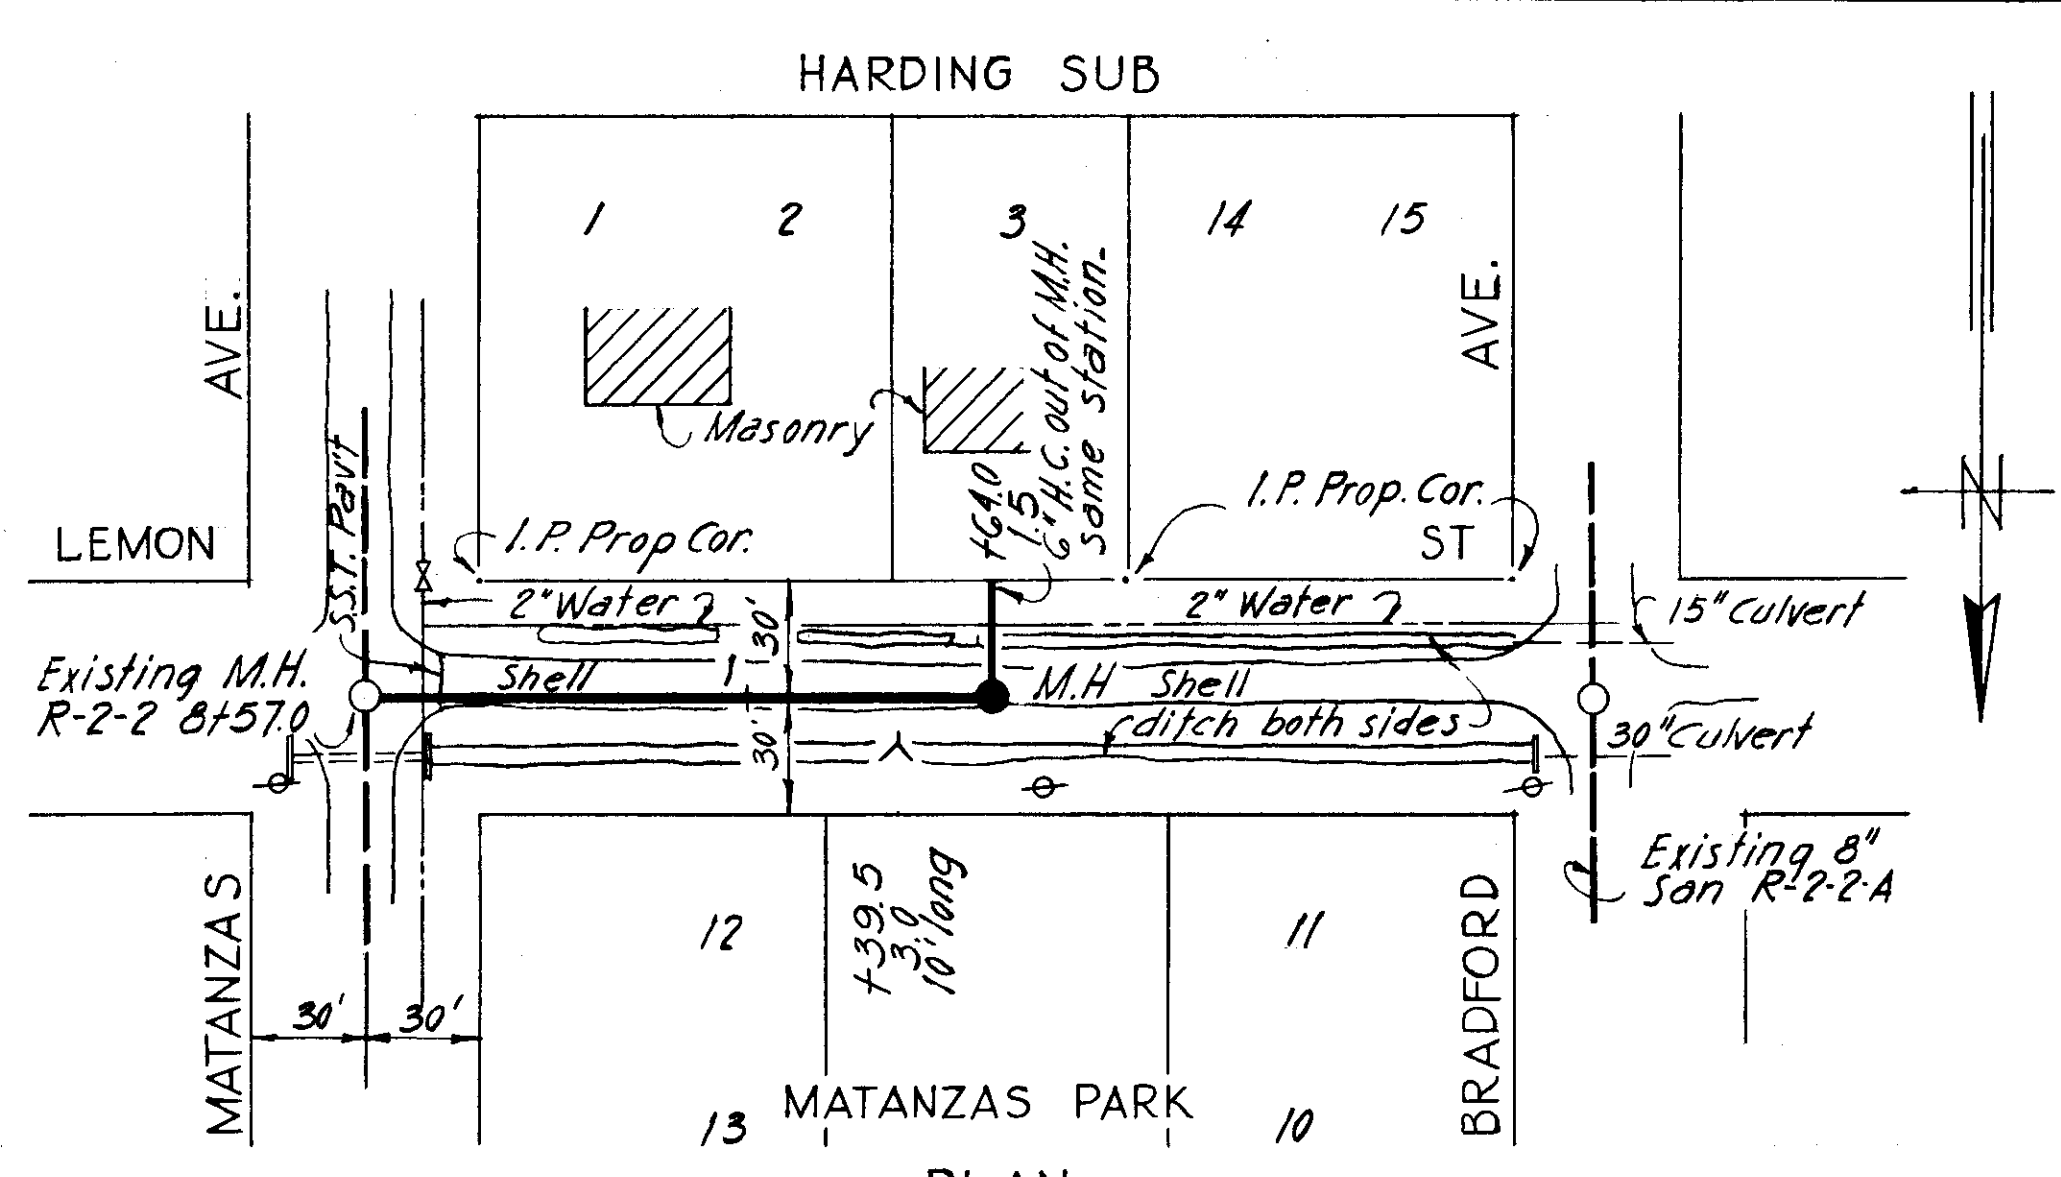 HARDING SUB
1
2
3
14
15
AVE.
AVE.
Masonry
+64.0
1.5
6" H.C. out of M.H.
same station.
S.S.T. Pav't
LEMON
I.P. Prop Cor.
I.P. Prop. Cor.
ST
N
2" Water
30'
2" Water
15" Culvert
Existing M.H.
R-2-2 8+57.0
Shell
1
M.H
Shell
30'
ditch both sides
30" Culvert
Existing 8"
San R-2-2-A
MATANZAS
12
+39.5
3.0
10' long
11
BRADFORD
30'
30'
MATANZAS PARK
13
10
PLAN